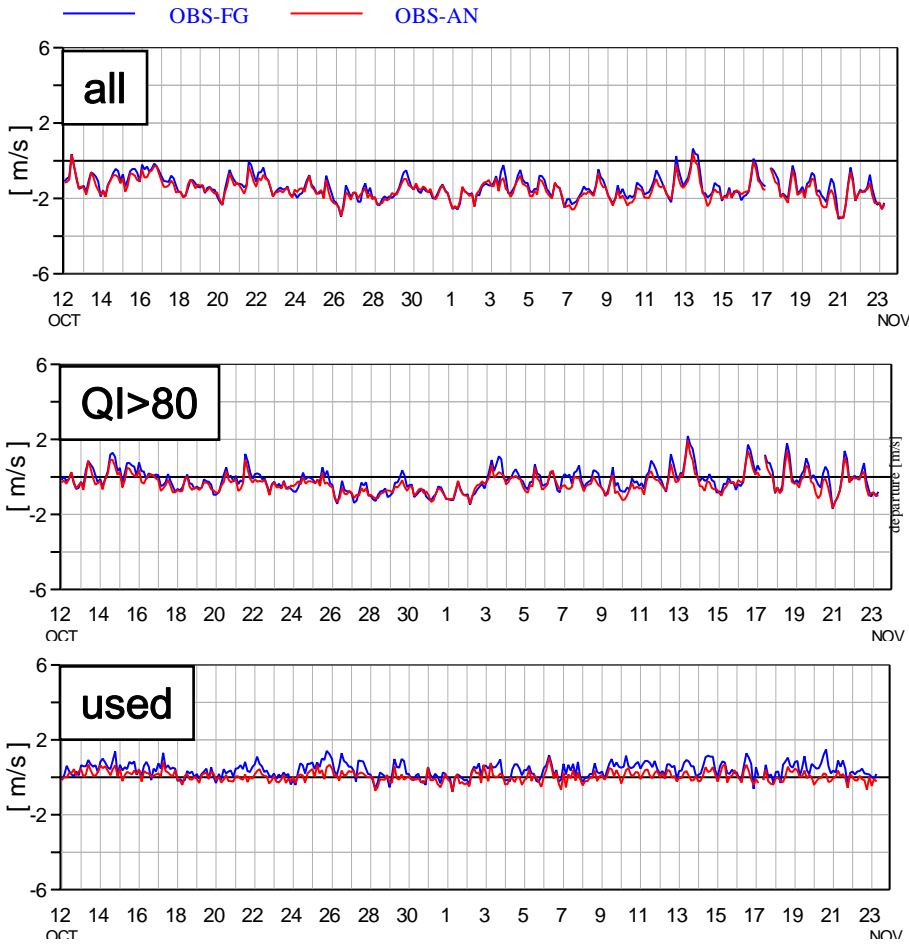 OBS-FG OBS-AN
6
all
2
[ m/s ]
-2
-6
12 14 16 18 20 22 24 26 28 30 1 3 5 7 9 11 13 15 17 19 21 23
OCT NOV
6
QI>80
2
[ m/s ]
departure [m/s]
-2
-6
12 14 16 18 20 22 24 26 28 30 1 3 5 7 9 11 13 15 17 19 21 23
OCT NOV
6
used
2
[ m/s ]
-2
-6
12 14 16 18 20 22 24 26 28 30 1 3 5 7 9 11 13 15 17 19 21 23
OCT NOV